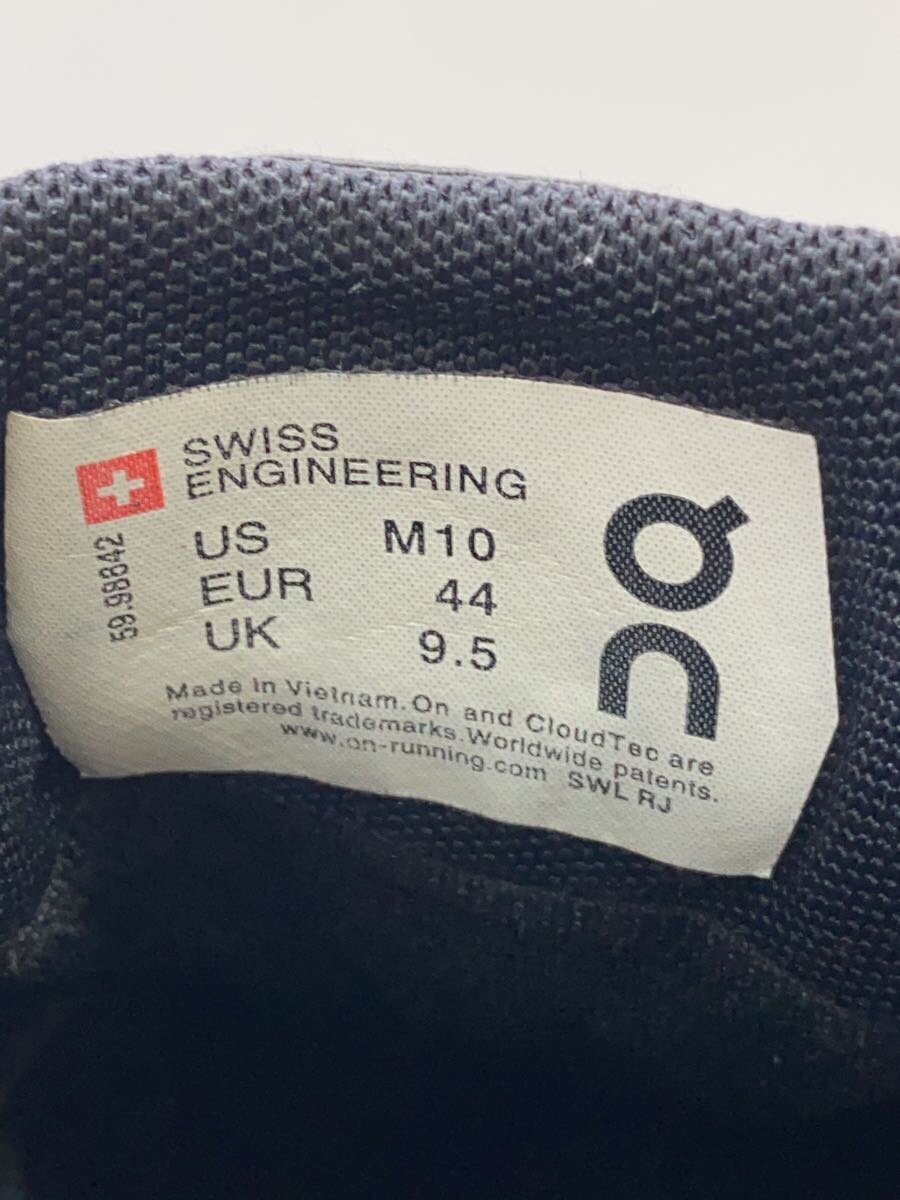 SWISS
ENGINEERING
US M10
EUR 44
UK 9.5
59.98842
Made in Vietnam. On and CloudTec are
registered trademarks. Worldwide patents.
www.on-running.com SWL RJ
On